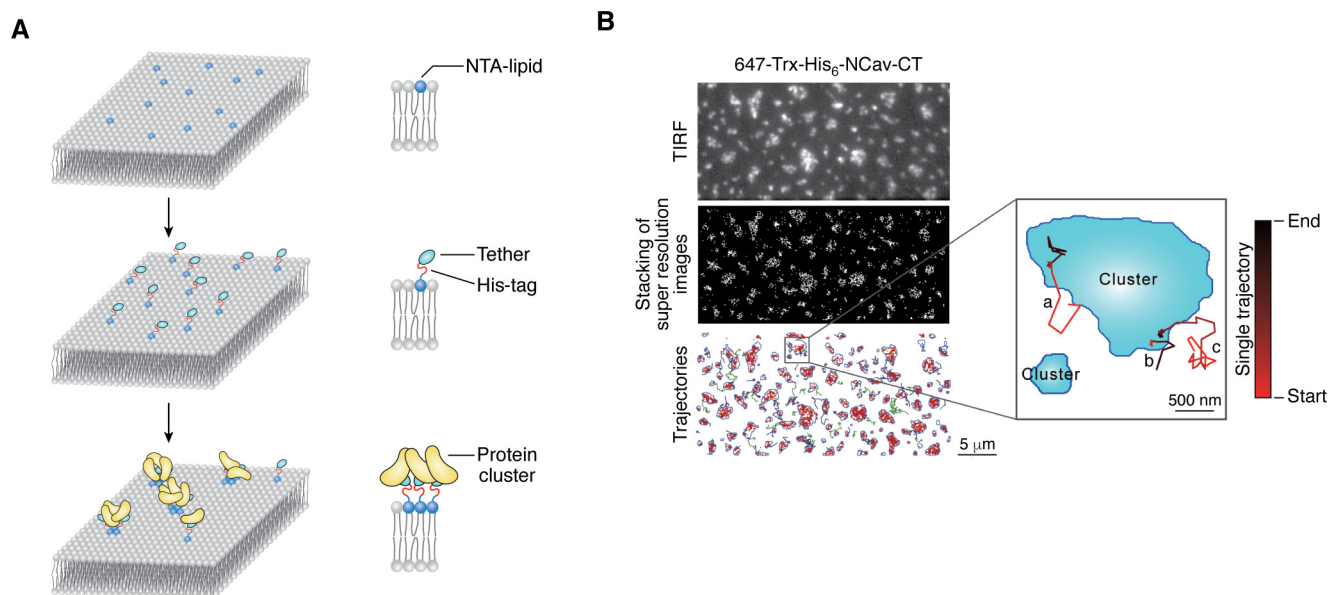 A
NTA-lipid
Tether
His-tag
Protein
cluster
B
647-Trx-His₆-NCav-CT
TIRF
Stacking of
super resolution
images
Trajectories
5 μm
Cluster
a
b
c
Cluster
500 nm
Single trajectory
End
Start